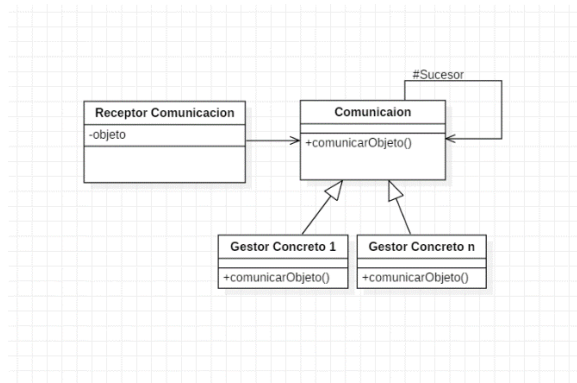 #Sucesor
Receptor Comunicacion
-objeto
Comunicaion
+comunicarObjeto()
Gestor Concreto 1
+comunicarObjeto()
Gestor Concreto n
+comunicarObjeto()